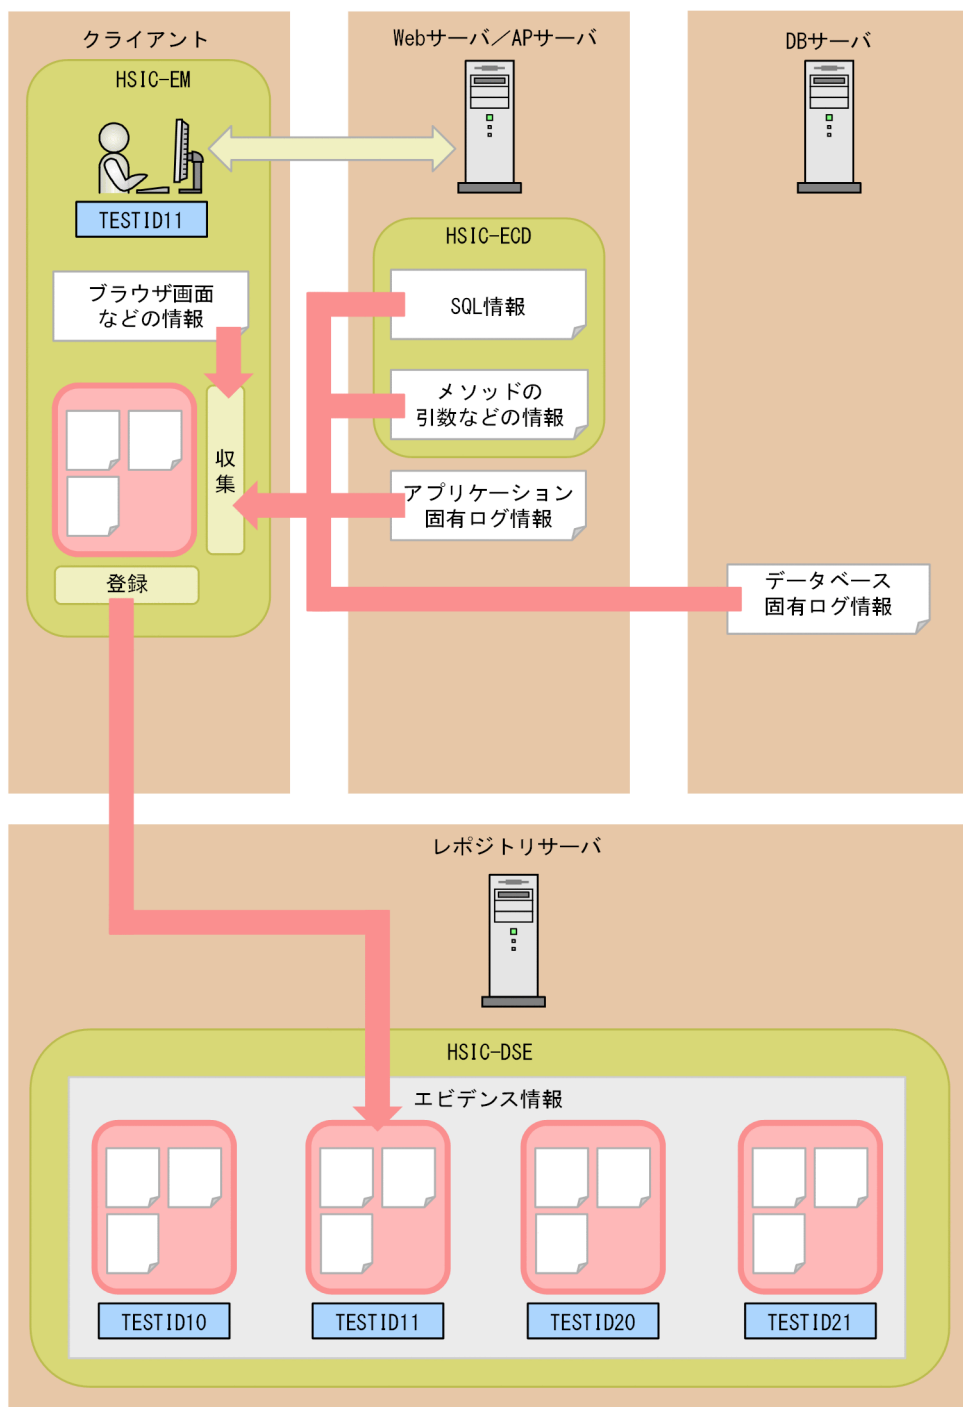 クライアント
HSIC-EM
TESTID11
ブラウザ画面
などの情報
収
集
登録
Webサーバ／APサーバ
HSIC-ECD
SQL情報
メソッドの
引数などの情報
アプリケーション
固有ログ情報
DBサーバ
データベース
固有ログ情報
レポジトリサーバ
HSIC-DSE
エビデンス情報
TESTID10
TESTID11
TESTID20
TESTID21